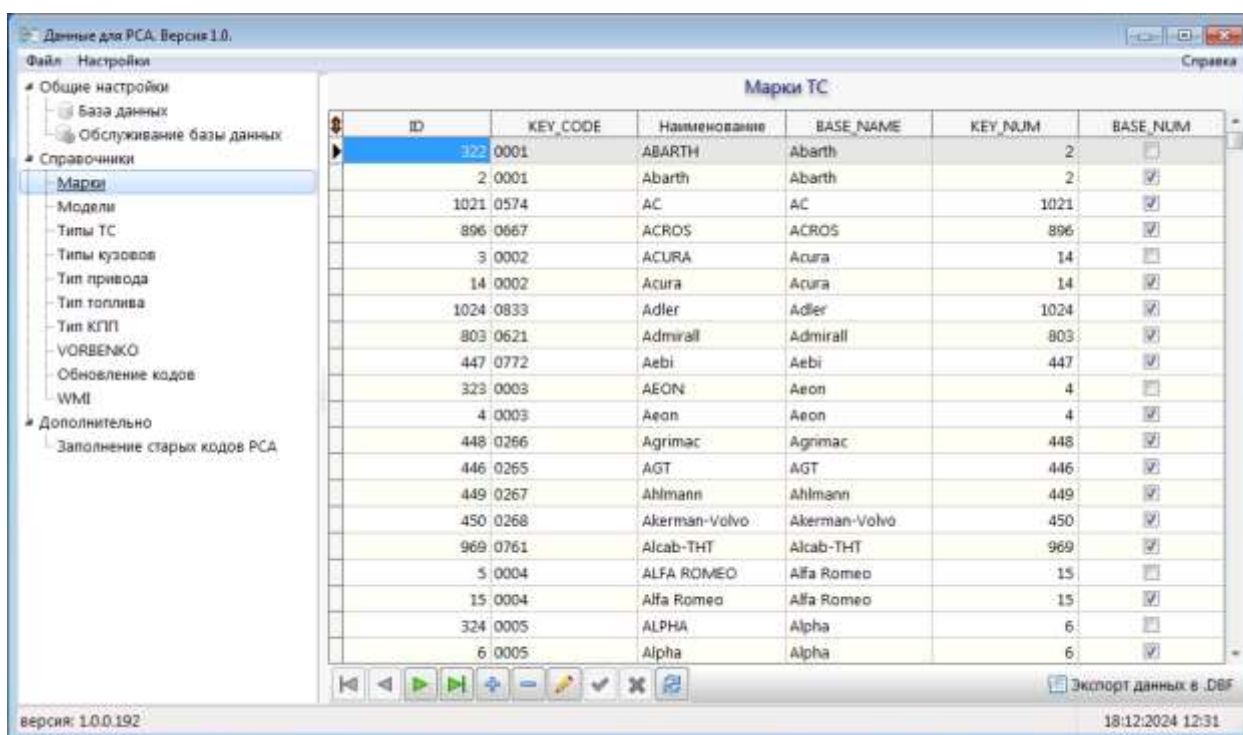 Данные для РСА. Версия 1.0.
Файл Настройки Справка
Общие настройки
База данных
Обслуживание базы данных
Справочники
Марки
Модели
Типы ТС
Типы кузовов
Тип привода
Тип топлива
Тип КПП
VORBENKO
Обновление кодов
WMI
Дополнительно
Заполнение старых кодов РСА
Марки ТС
ID KEY_CODE Наименование BASE_NAME KEY_NUM BASE_NUM
322 0001 ABARTH Abarth 2
2 0001 Abarth Abarth 2
1021 0574 AC AC 1021
896 0667 ACROS ACROS 896
3 0002 ACURA Acura 14
14 0002 Acura Acura 14
1024 0833 Adler Adler 1024
803 0621 Admirall Admirall 803
447 0772 Aebi Aebi 447
323 0003 AEON Aeon 4
4 0003 Aeon Aeon 4
448 0266 Agrimac Agrimac 448
446 0265 AGT AGT 446
449 0267 Ahlmann Ahlmann 449
450 0268 Akerman-Volvo Akerman-Volvo 450
969 0761 Alcab-THT Alcab-THT 969
5 0004 ALFA ROMEO Alfa Romeo 15
15 0004 Alfa Romeo Alfa Romeo 15
324 0005 ALPHA Alpha 6
6 0005 Alpha Alpha 6
Экспорт данных в .DBF
версия: 1.0.0.192 18:12:2024 12:31